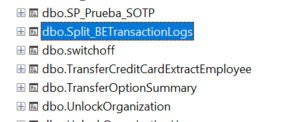 dbo.SP_Prueba_SOTP
dbo.Split_BETransactionLogs
dbo.switchoff
dbo.TransferCreditCardExtractEmployee
dbo.TransferOptionSummary
dbo.UnlockOrganization